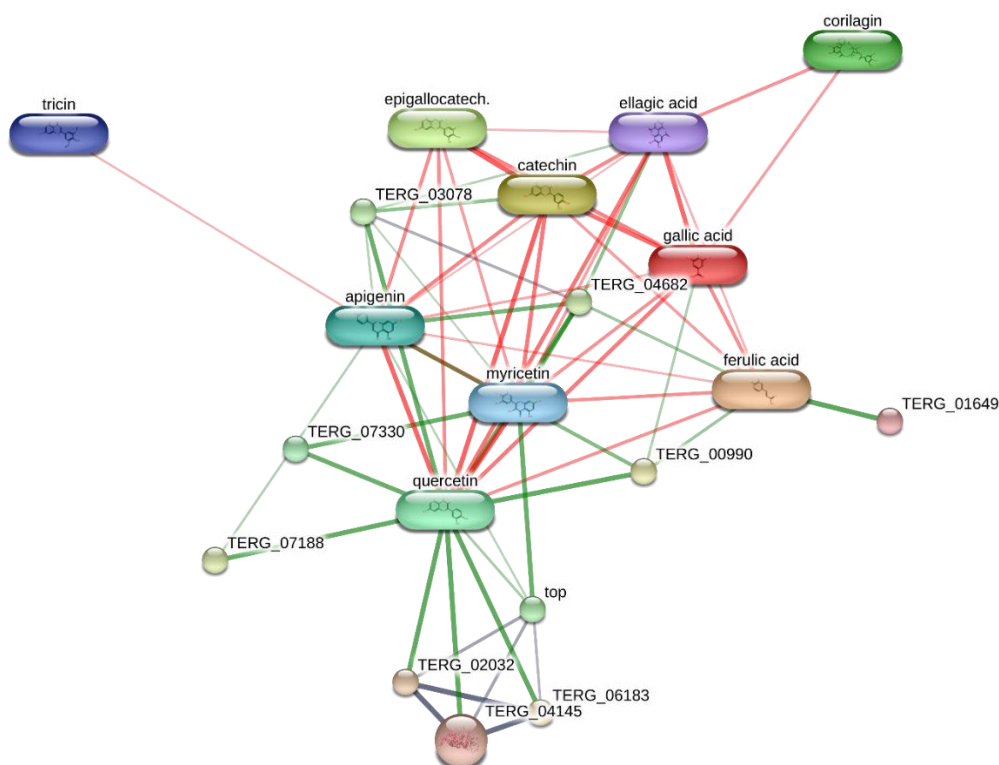 corilagin
tricin
epigallocatech.
ellagic acid
catechin
TERG_03078
gallic acid
TERG_04682
apigenin
ferulic acid
myricetin
TERG_01649
TERG_07330
TERG_00990
quercetin
TERG_07188
top
TERG_02032
TERG_06183
TERG_04145